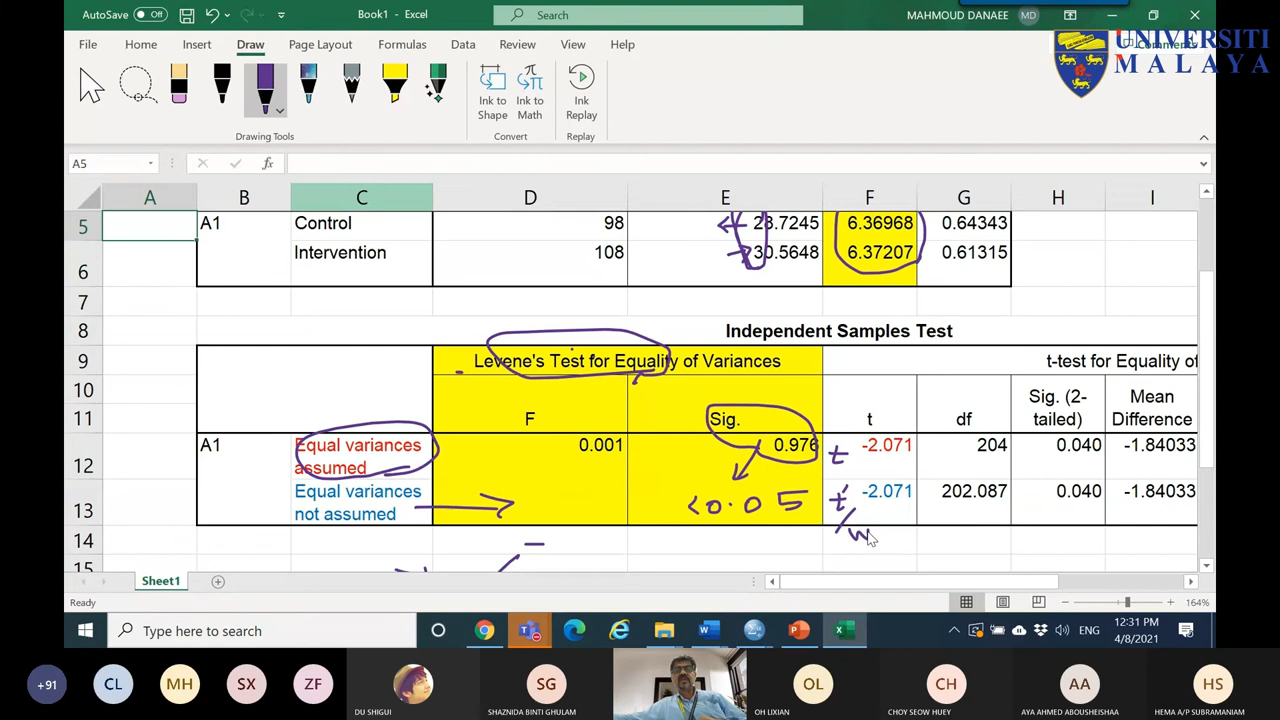 AutoSave Off
Book1 - Excel
Search
MAHMOUD DANAEE MD
File Home Insert Draw Page Layout Formulas Data Review View Help
Comments
UNIVERSITI
MALAYA
Ink to Shape
Ink to Math
Ink Replay
Drawing Tools
Convert
Replay
A5
fx
A B C D E F G H I
5 A1 Control 98 28.7245 6.36968 0.64343
6 Intervention 108 30.5648 6.37207 0.61315
7
8 Independent Samples Test
9 Levene's Test for Equality of Variances t-test for Equality of
10
11 F Sig. t df Sig. (2-tailed) Mean Difference
12 A1 Equal variances assumed 0.001 0.976 t -2.071 204 0.040 -1.84033
13 Equal variances not assumed <0.05 t' -2.071 202.087 0.040 -1.84033
/w
14
15
Sheet1
Ready
164%
Type here to search
ENG
12:31 PM
4/8/2021
+91 CL MH SX ZF SG OL CH AA HS
DU SHIGUI
SHAZNIDA BINTI GHULAM
OH LIXIAN
CHOY SEOW HUEY
AYA AHMED ABOUSHEISHAA
HEMA A/P SUBRAMANIAM